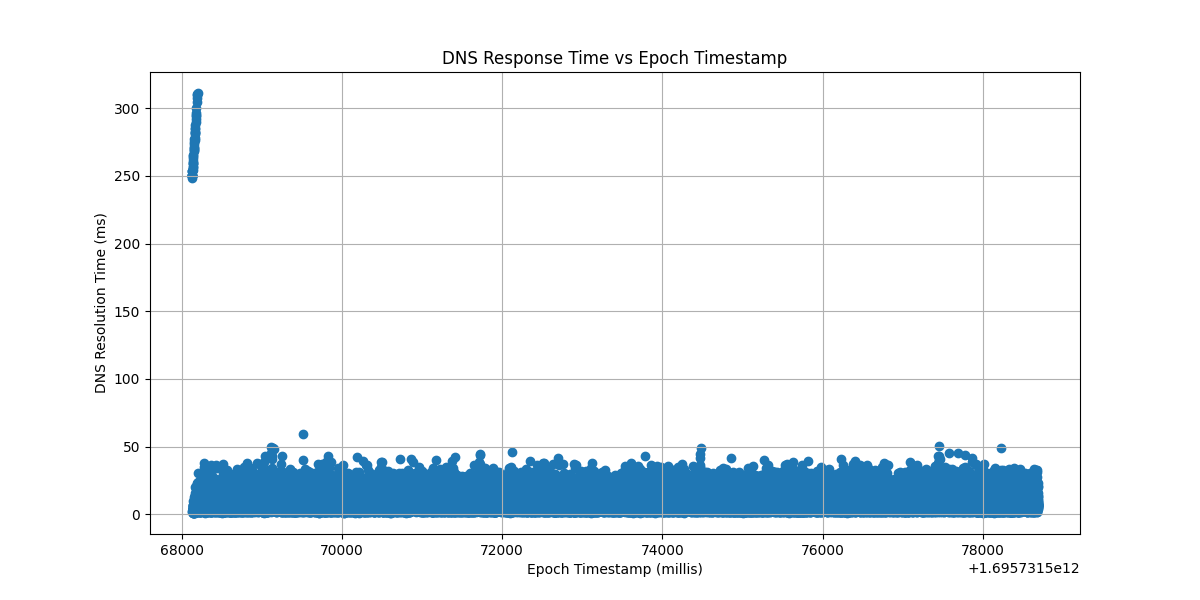 DNS Response Time vs Epoch Timestamp
300
250
200
150
100
50
0
DNS Resolution Time (ms)
68000 70000 72000 74000 76000 78000
Epoch Timestamp (millis)
+1.6957315e12